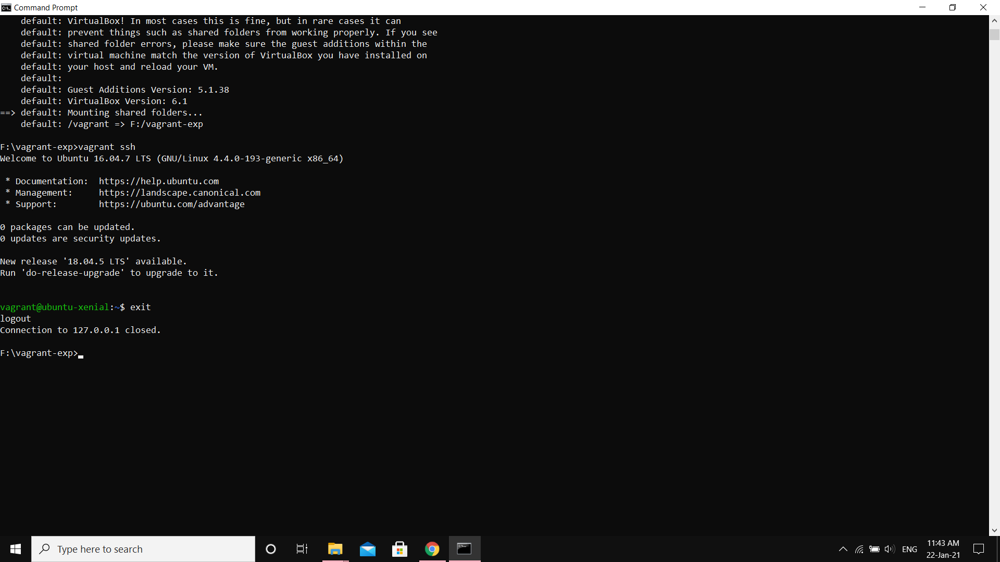 Command Prompt
default: VirtualBox! In most cases this is fine, but in rare cases it can
default: prevent things such as shared folders from working properly. If you see
default: shared folder errors, please make sure the guest additions within the
default: virtual machine match the version of VirtualBox you have installed on
default: your host and reload your VM.
default:
default: Guest Additions Version: 5.1.38
default: VirtualBox Version: 6.1
==> default: Mounting shared folders...
default: /vagrant => F:/vagrant-exp
F:\vagrant-exp>vagrant ssh
Welcome to Ubuntu 16.04.7 LTS (GNU/Linux 4.4.0-193-generic x86_64)
* Documentation:  https://help.ubuntu.com
* Management:     https://landscape.canonical.com
* Support:        https://ubuntu.com/advantage
0 packages can be updated.
0 updates are security updates.
New release '18.04.5 LTS' available.
Run 'do-release-upgrade' to upgrade to it.
vagrant@ubuntu-xenial:~$ exit
logout
Connection to 127.0.0.1 closed.
F:\vagrant-exp>
Type here to search
ENG
11:43 AM
22-Jan-21